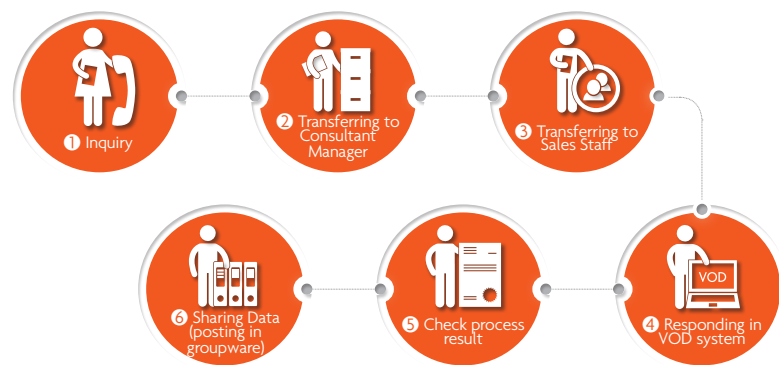 ❶ Inquiry
❷ Transferring to
Consultant
Manager
❸ Transferring to
Sales Staff
VOD
❹ Responding in
VOD system
❺ Check process
result
❻ Sharing Data
(posting in
groupware)